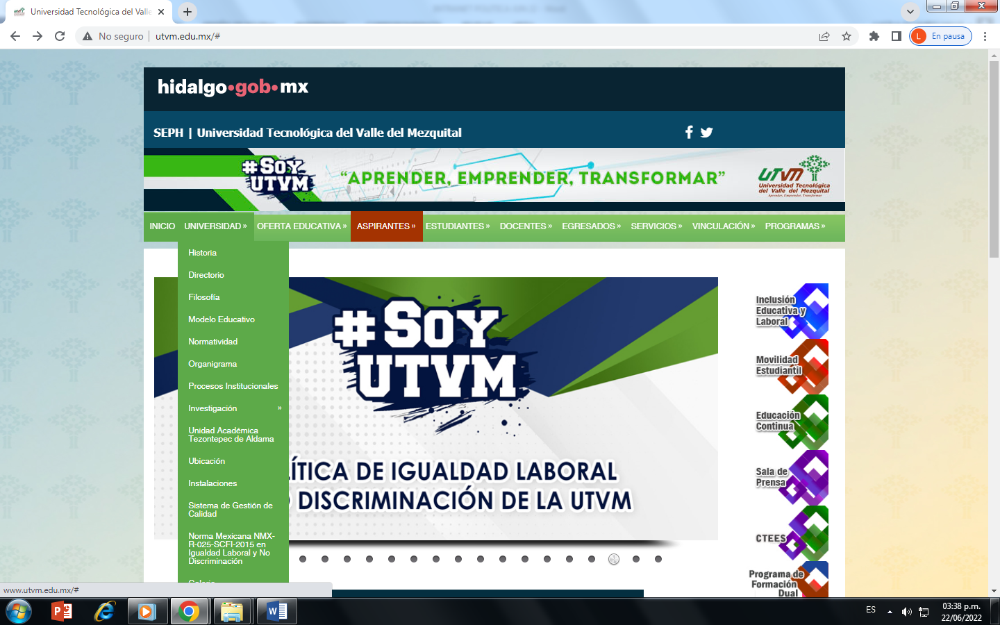 Universidad Tecnológica del Valle
No seguro
utvm.edu.mx/#
L
En pausa
hidalgo•gob•mx
SEPH | Universidad Tecnológica del Valle del Mezquital
#SOY
UTVM
“APRENDER, EMPRENDER, TRANSFORMAR”
UTVM
Universidad Tecnológica
del Valle del Mezquital
Aprender, Emprender, Transformar
INICIO UNIVERSIDAD » OFERTA EDUCATIVA » ASPIRANTES » ESTUDIANTES » DOCENTES » EGRESADOS » SERVICIOS » VINCULACIÓN » PROGRAMAS »
Historia
Directorio
Filosofía
Modelo Educativo
Normatividad
Organigrama
Procesos Institucionales
Investigación »
Unidad Académica
Tezontepec de Aldama
Ubicación
Instalaciones
Sistema de Gestión de
Calidad
Norma Mexicana NMX-
R-025-SCFI-2015 en
Igualdad Laboral y No
Discriminación
#SOY
UTVM
LÍTICA DE IGUALDAD LABORAL
O DISCRIMINACIÓN DE LA UTVM
Inclusión
Educativa y
Laboral
Movilidad
Estudiantil
Educación
Continua
Sala de
Prensa
CTEES
Programa de
Formación
Dual
www.utvm.edu.mx/#
ES
03:38 p.m.
22/06/2022